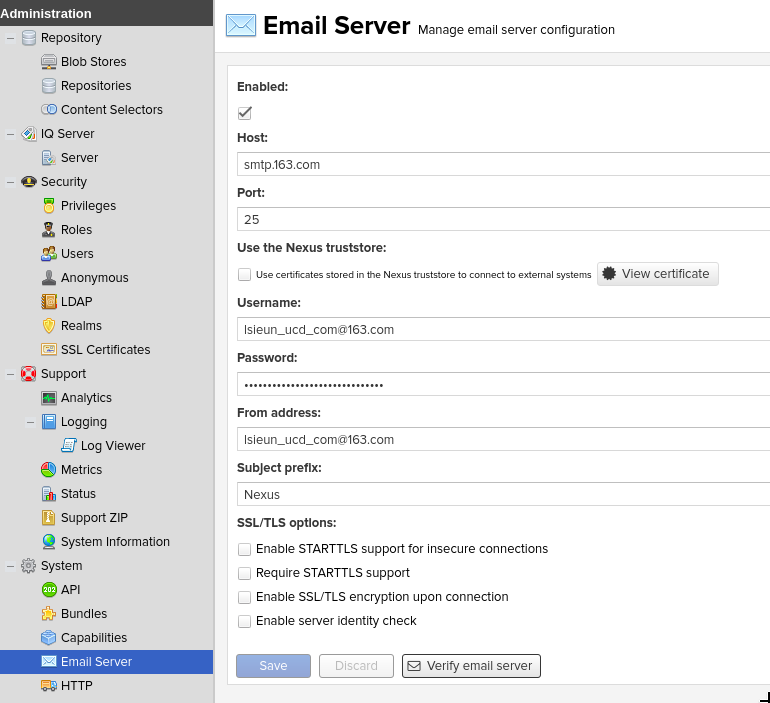 Administration
Repository
Blob Stores
Repositories
Content Selectors
IQ Server
Server
Security
Privileges
Roles
Users
Anonymous
LDAP
Realms
SSL Certificates
Support
Analytics
Logging
Log Viewer
Metrics
Status
Support ZIP
System Information
System
API
Bundles
Capabilities
Email Server
HTTP
Email Server Manage email server configuration
Enabled:
Host:
smtp.163.com
Port:
25
Use the Nexus truststore:
Use certificates stored in the Nexus truststore to connect to external systems View certificate
Username:
lsieun_ucd_com@163.com
Password:
••••••••••••••••••••••••••••••
From address:
lsieun_ucd_com@163.com
Subject prefix:
Nexus
SSL/TLS options:
Enable STARTTLS support for insecure connections
Require STARTTLS support
Enable SSL/TLS encryption upon connection
Enable server identity check
Save Discard Verify email server